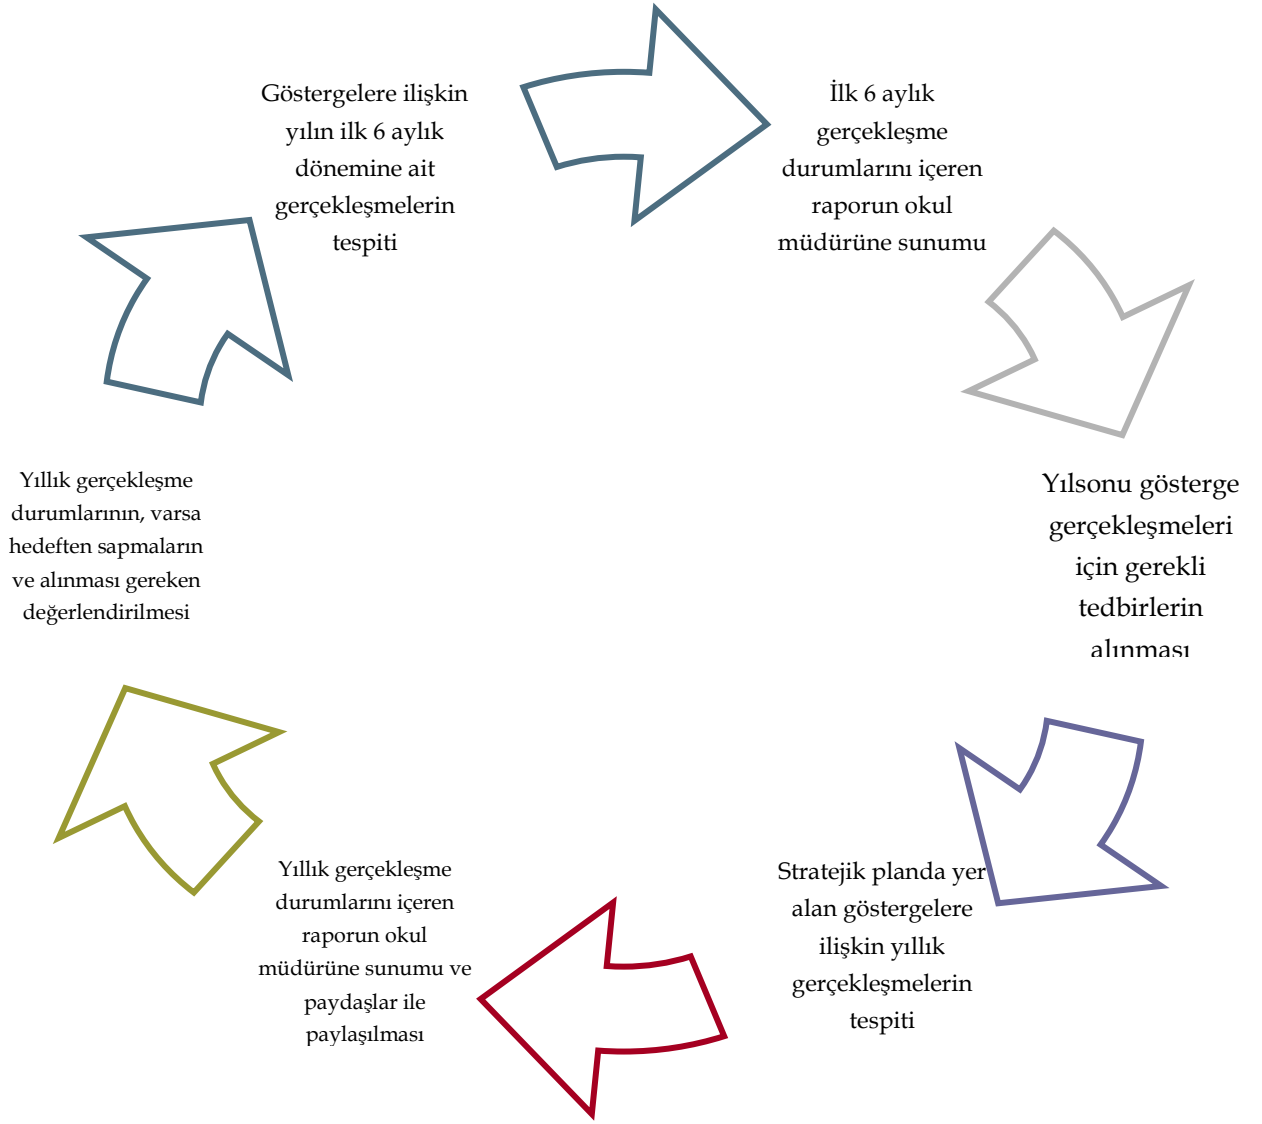 Göstergelere ilişkin
yılın ilk 6 aylık
dönemine ait
gerçekleşmelerin
tespiti
İlk 6 aylık
gerçekleşme
durumlarını içeren
raporun okul
müdürüne sunumu
Yılsonu gösterge
gerçekleşmeleri
için gerekli
tedbirlerin
alınması
Stratejik planda yer
alan göstergelere
ilişkin yıllık
gerçekleşmelerin
tespiti
Yıllık gerçekleşme
durumlarını içeren
raporun okul
müdürüne sunumu ve
paydaşlar ile
paylaşılması
Yıllık gerçekleşme
durumlarının, varsa
hedeften sapmaların
ve alınması gereken
değerlendirilmesi